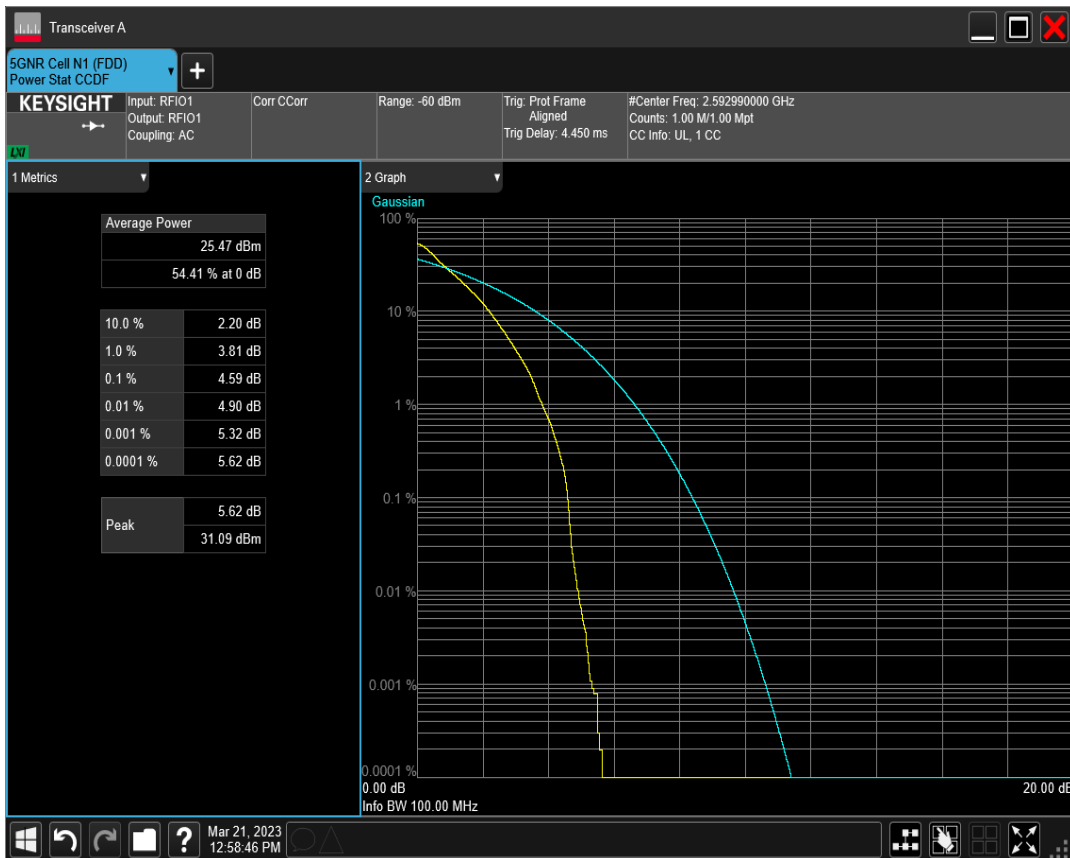 Transceiver A
5GNR Cell N1 (FDD)
Power Stat CCDF
KEYSIGHT
LXI
Input: RFIO1
Output: RFIO1
Coupling: AC
Corr CCorr
Range: -60 dBm
Trig: Prot Frame
Aligned
Trig Delay: 4.450 ms
#Center Freq: 2.592990000 GHz
Counts: 1.00 M/1.00 Mpt
CC Info: UL, 1 CC
1 Metrics
Average Power
25.47 dBm
54.41 % at 0 dB
10.0 % 2.20 dB
1.0 % 3.81 dB
0.1 % 4.59 dB
0.01 % 4.90 dB
0.001 % 5.32 dB
0.0001 % 5.62 dB
Peak 5.62 dB
31.09 dBm
2 Graph
Gaussian
100 %
10 %
1 %
0.1 %
0.01 %
0.001 %
0.0001 %
0.00 dB 20.00 dB
Info BW 100.00 MHz
?
Mar 21, 2023
12:58:46 PM